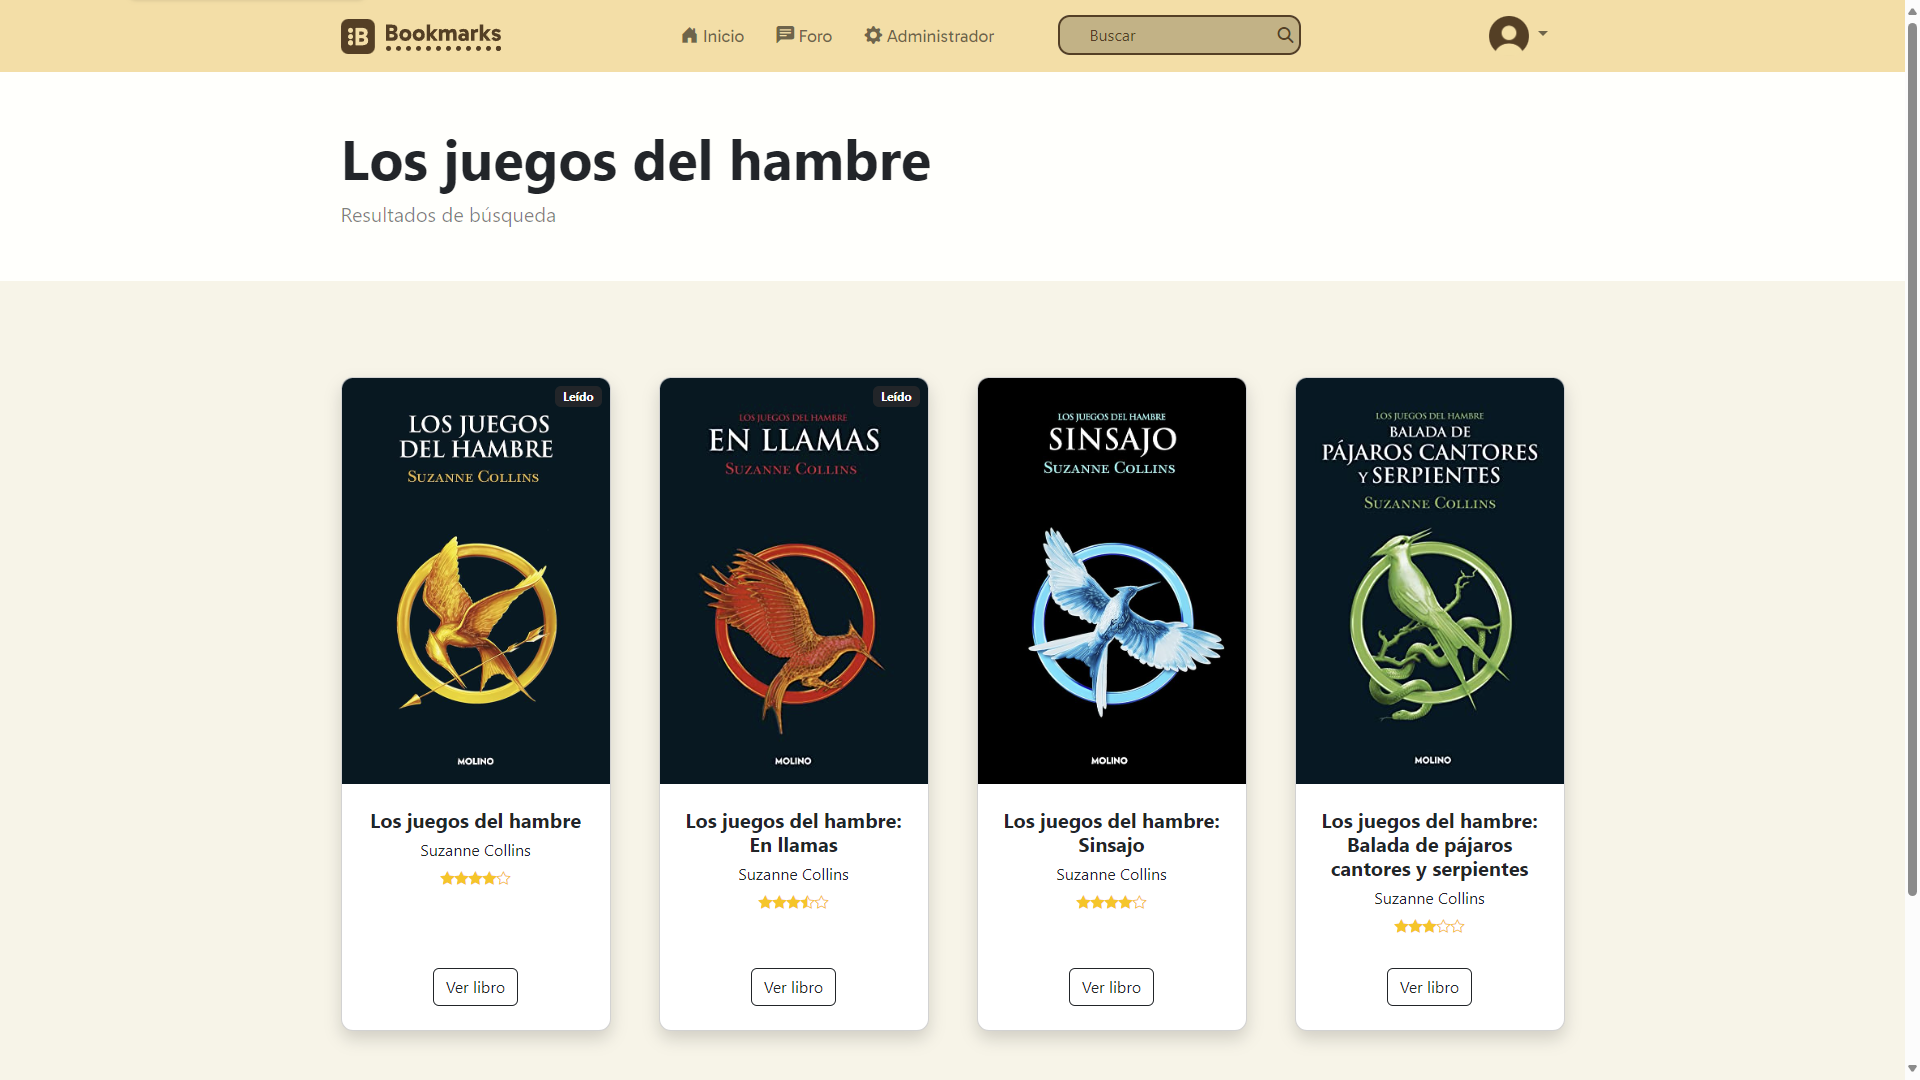 Bookmarks
Inicio
Foro
Administrador
Buscar
Los juegos del hambre
Resultados de búsqueda
Leído
LOS JUEGOS
DEL HAMBRE
SUZANNE COLLINS
MOLINO
Los juegos del hambre
Suzanne Collins
Ver libro
Leído
LOS JUEGOS DEL HAMBRE
EN LLAMAS
SUZANNE COLLINS
MOLINO
Los juegos del hambre:
En llamas
Suzanne Collins
Ver libro
LOS JUEGOS DEL HAMBRE
SINSAJO
SUZANNE COLLINS
MOLINO
Los juegos del hambre:
Sinsajo
Suzanne Collins
Ver libro
LOS JUEGOS DEL HAMBRE
BALADA DE
PÁJAROS CANTORES
Y SERPIENTES
SUZANNE COLLINS
MOLINO
Los juegos del hambre:
Balada de pájaros
cantores y serpientes
Suzanne Collins
Ver libro